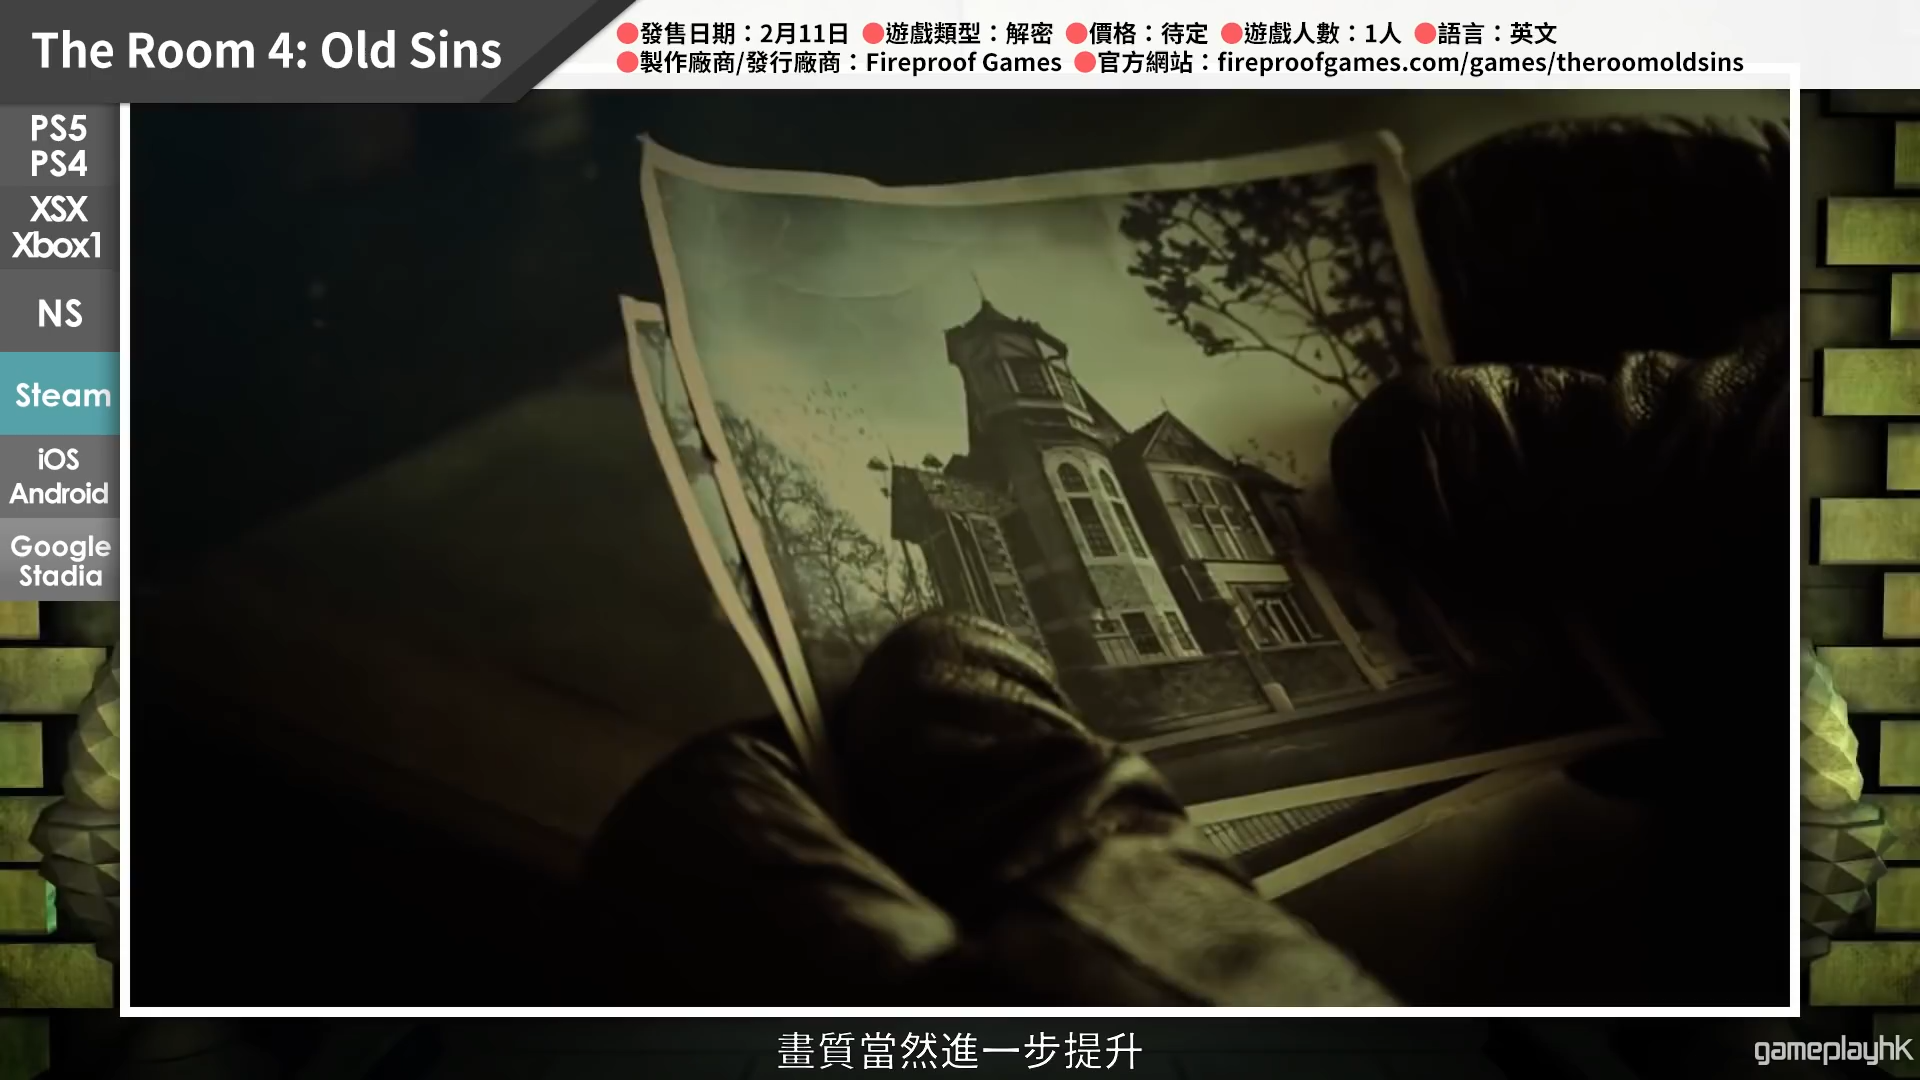 The Room 4: Old Sins
●發售日期：2月11日 ●遊戲類型：解密 ●價格：待定 ●遊戲人數：1人 ●語言：英文
●製作廠商/發行廠商：Fireproof Games ●官方網站：fireproofgames.com/games/theroomoldsins
PS5
PS4
XSX
Xbox1
NS
Steam
iOS
Android
Google
Stadia
畫質當然進一步提升
gameplayhk